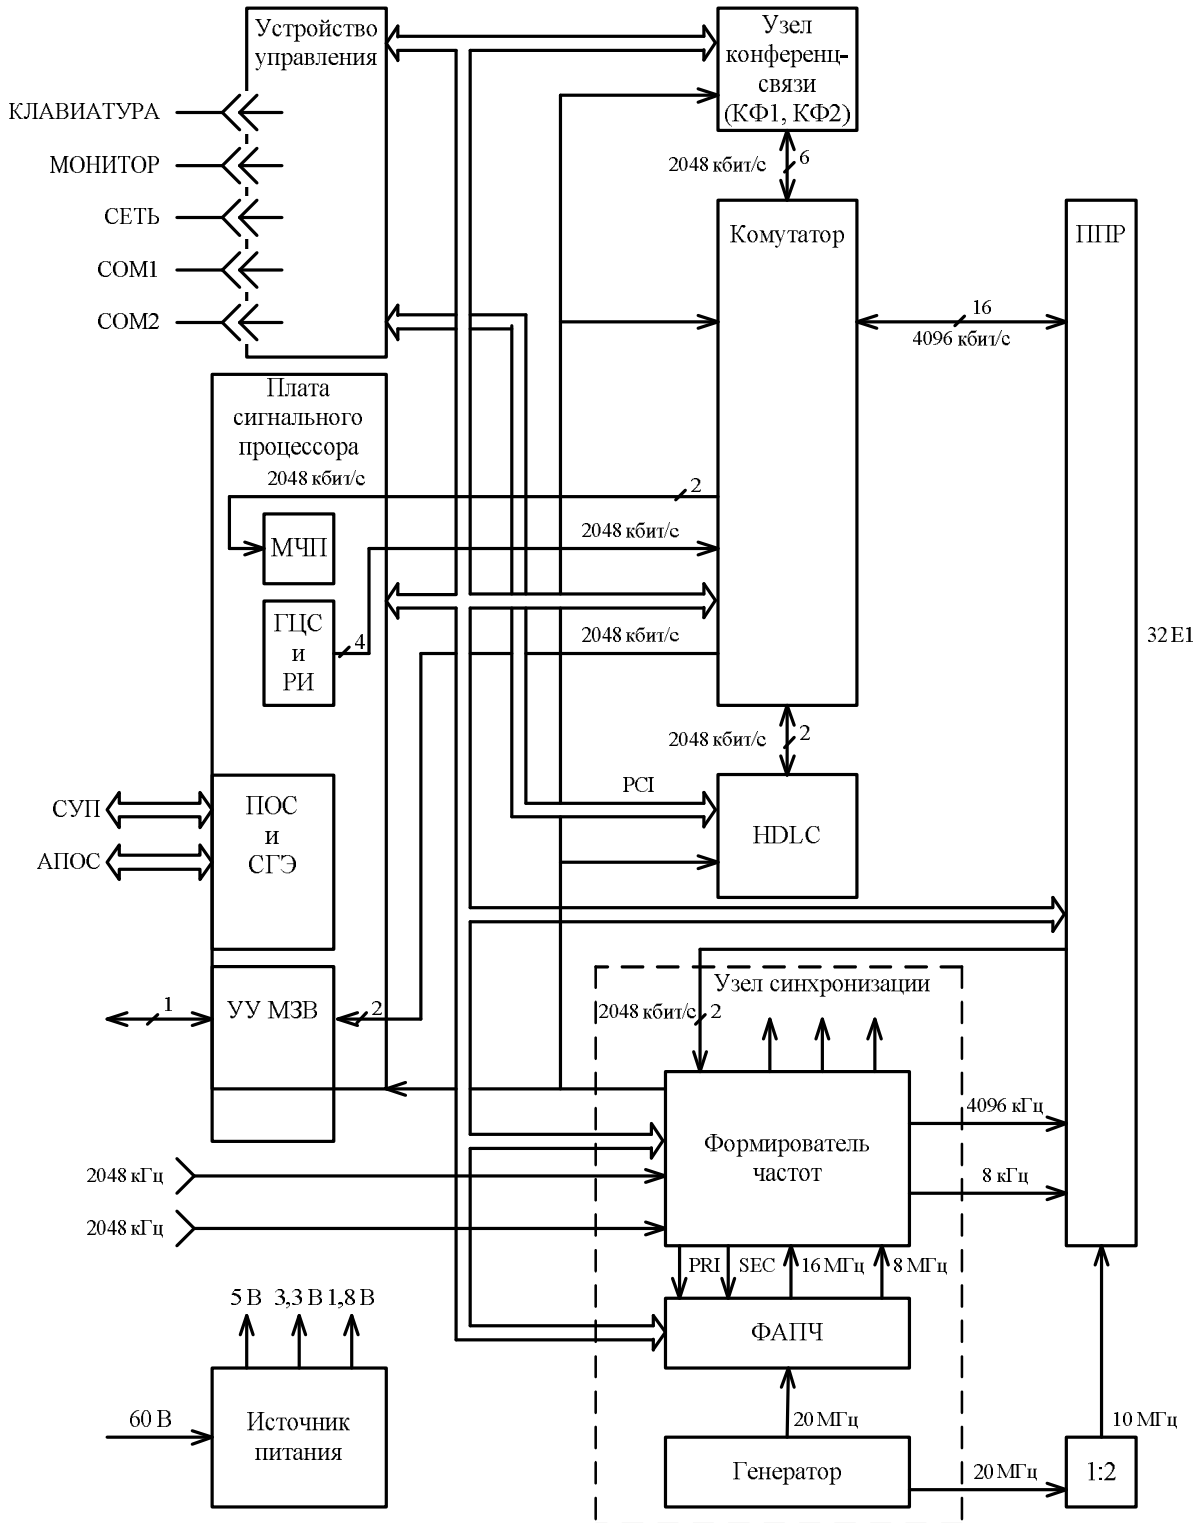 Устройство
управления
КЛАВИАТУРА
МОНИТОР
СЕТЬ
COM1
COM2
Узел
конференц-
связи
(КФ1, КФ2)
2048 кбит/с
6
Комутатор
ППР
16
4096 кбит/с
32 E1
Плата
сигнального
процессора
2048 кбит/с
2
МЧП
2048 кбит/с
ГЦС
и
РИ
4
2048 кбит/с
2048 кбит/с
2
PCI
HDLC
СУП
АПОС
ПОС
и
СГЭ
1
УУ МЗВ
2
Узел синхронизации
2048 кбит/с
2
Формирователь
частот
4096 кГц
8 кГц
2048 кГц
2048 кГц
PRI
SEC
16 МГц
8 МГц
ФАПЧ
20 МГц
Генератор
20 МГц
10 МГц
1:2
5 В
3,3 В
1,8 В
60 В
Источник
питания